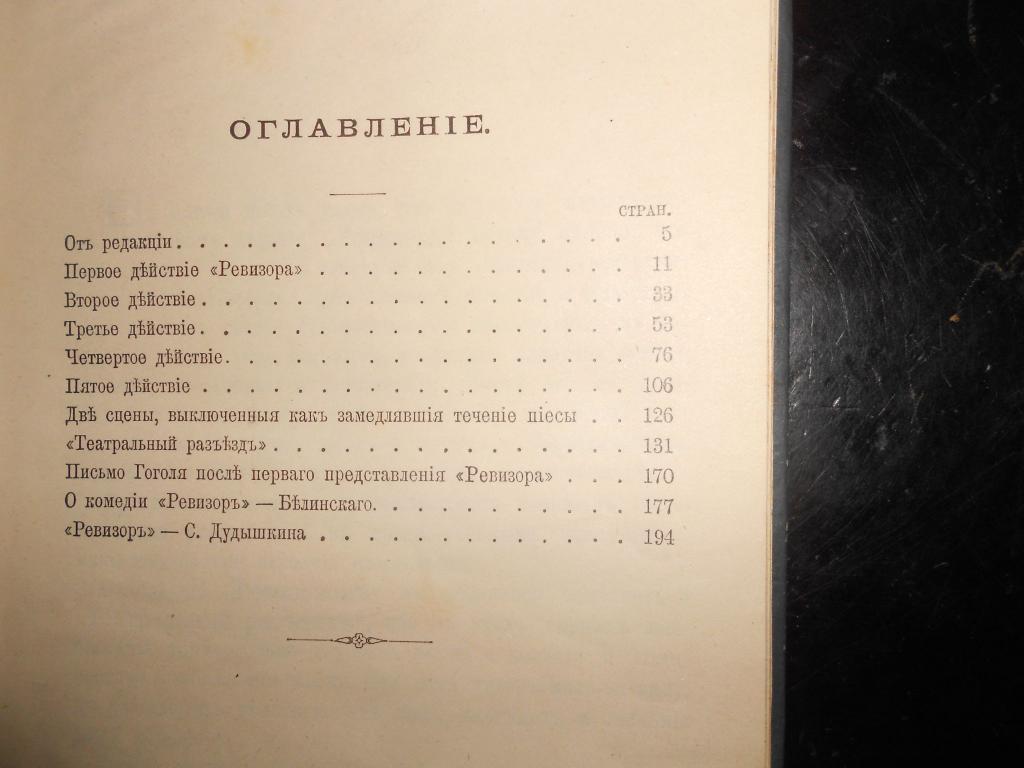 ОГЛАВЛЕНІЕ.
СТРАН.
Отъ редакціи . . . . . . . . . . . . . . . . . . . 5
Первое дѣйствіе «Ревизора» . . . . . . . . . . . . . 11
Второе дѣйствіе . . . . . . . . . . . . . . . . . . 33
Третье дѣйствіе . . . . . . . . . . . . . . . . . . 53
Четвертое дѣйствіе . . . . . . . . . . . . . . . . . 76
Пятое дѣйствіе . . . . . . . . . . . . . . . . . . 106
Двѣ сцены, выключенныя какъ замедлявшія теченіе піесы . . 126
«Театральный разъѣздъ» . . . . . . . . . . . . . . . 131
Письмо Гоголя послѣ перваго представленія «Ревизора» . . . 170
О комедіи «Ревизоръ» — Бѣлинскаго. . . . . . . . . . . 177
«Ревизоръ» — С. Дудышкина . . . . . . . . . . . . . 194